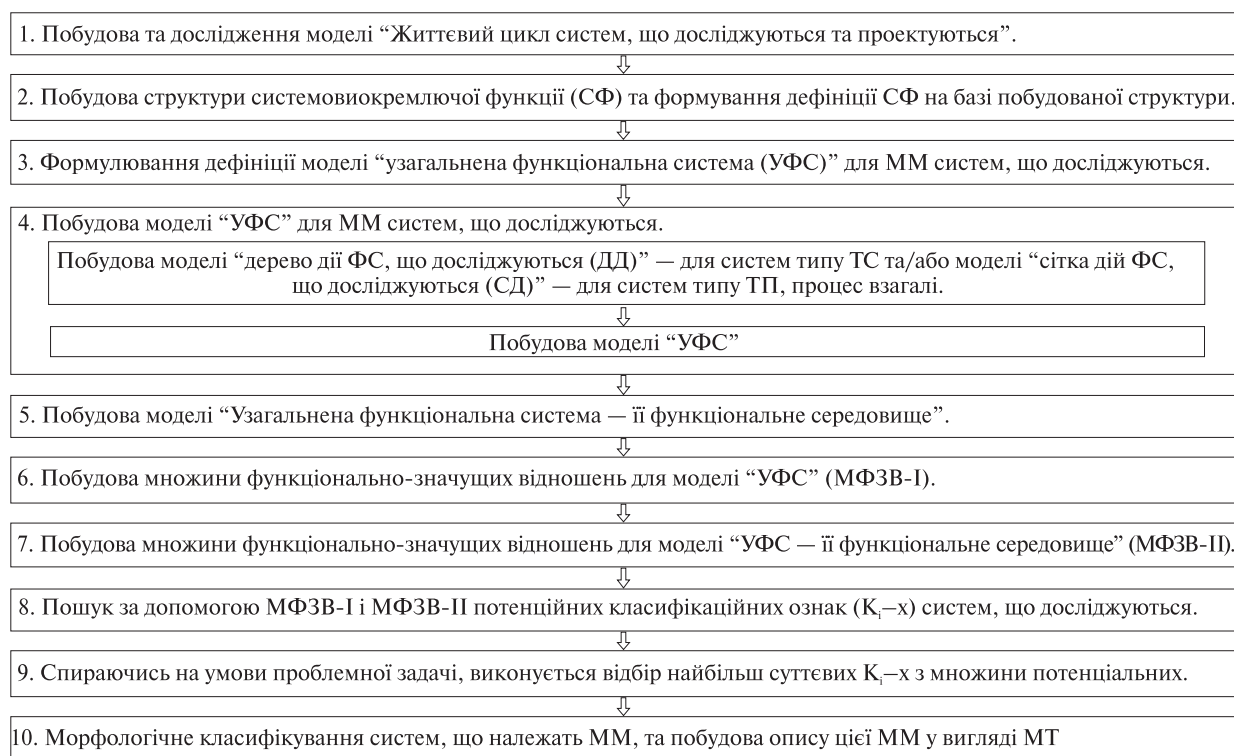 1. Побудова та дослідження моделі “Життєвий цикл систем, що досліджуються та проектуються”.
2. Побудова структури системовиокремлючої функції (СФ) та формування дефініції СФ на базі побудованої структури.
3. Формулювання дефініції моделі “узагальнена функціональна система (УФС)” для ММ систем, що досліджуються.
4. Побудова моделі “УФС” для ММ систем, що досліджуються.
Побудова моделі “дерево дії ФС, що досліджуються (ДД)” — для систем типу ТС та/або моделі “сітка дій ФС,
що досліджуються (СД)” — для систем типу ТП, процес взагалі.
Побудова моделі “УФС”
5. Побудова моделі “Узагальнена функціональна система — її функціональне середовище”.
6. Побудова множини функціонально-значущих відношень для моделі “УФС” (МФЗВ-I).
7. Побудова множини функціонально-значущих відношень для моделі “УФС — її функціональне середовище” (МФЗВ-II).
8. Пошук за допомогою МФЗВ-I і МФЗВ-II потенційних класифікаційних ознак (Kᵢ–x) систем, що досліджуються.
9. Спираючись на умови проблемної задачі, виконується відбір найбільш суттєвих Kᵢ–x з множини потенціальних.
10. Морфологічне класифікування систем, що належать ММ, та побудова опису цієї ММ у вигляді МТ